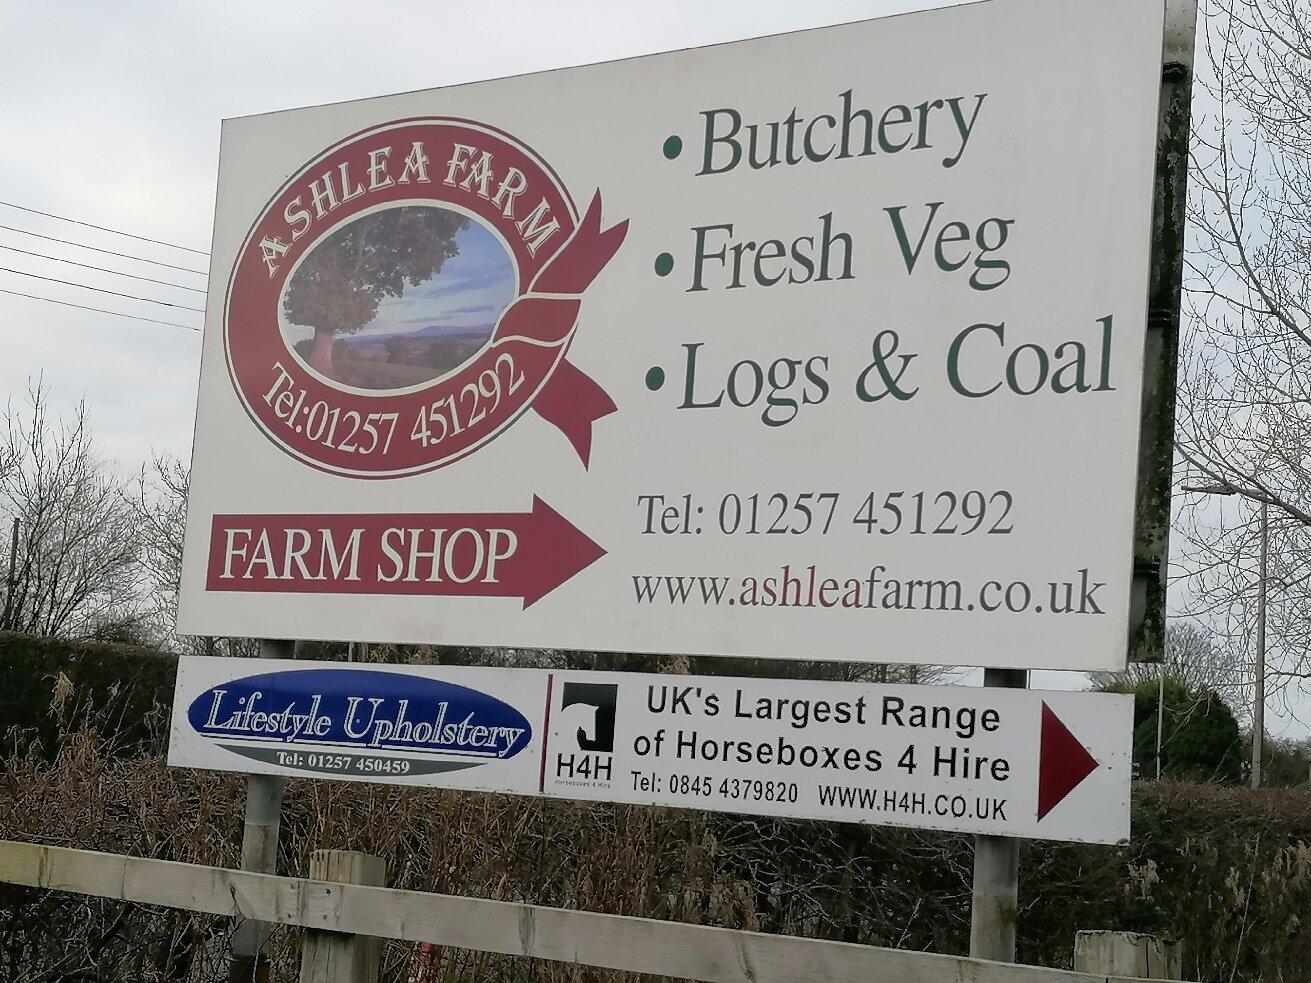 ASHLEA FARM
Tel:01257 451292
• Butchery
• Fresh Veg
• Logs & Coal
FARM SHOP
Tel: 01257 451292
www.ashleafarm.co.uk
Lifestyle Upholstery
Tel: 01257 450459
H4H
Horseboxes 4 Hire
UK's Largest Range
of Horseboxes 4 Hire
Tel: 0845 4379820 WWW.H4H.CO.UK